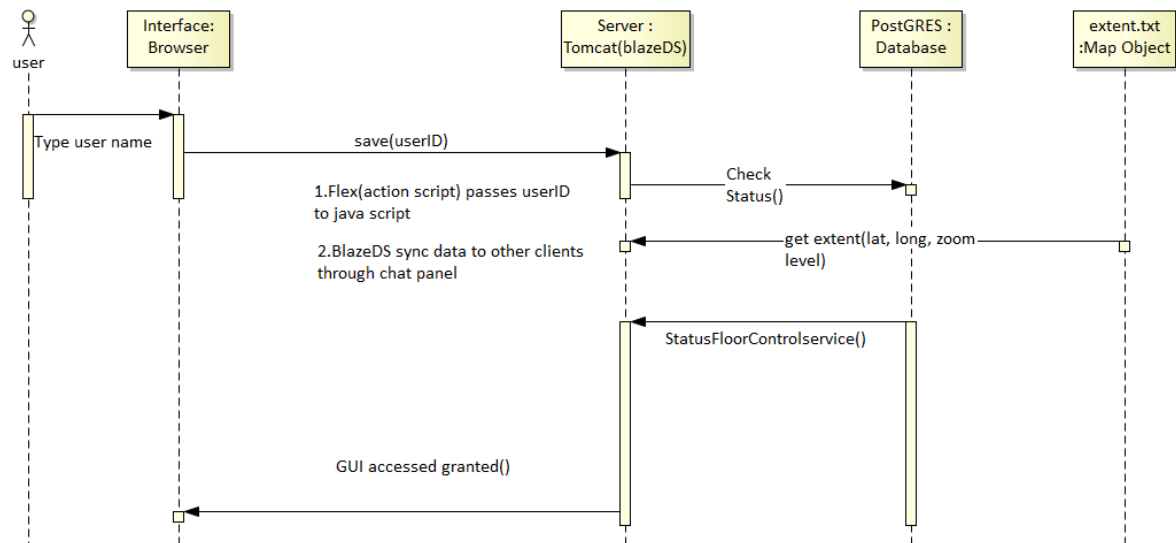 user
Interface:
Browser
Server :
Tomcat(blazeDS)
PostGRES :
Database
extent.txt
:Map Object
Type user name
save(userID)
1.Flex(action script) passes userID
to java script
2.BlazeDS sync data to other clients
through chat panel
Check
Status()
get extent(lat, long, zoom
level)
StatusFloorControlservice()
GUI accessed granted()